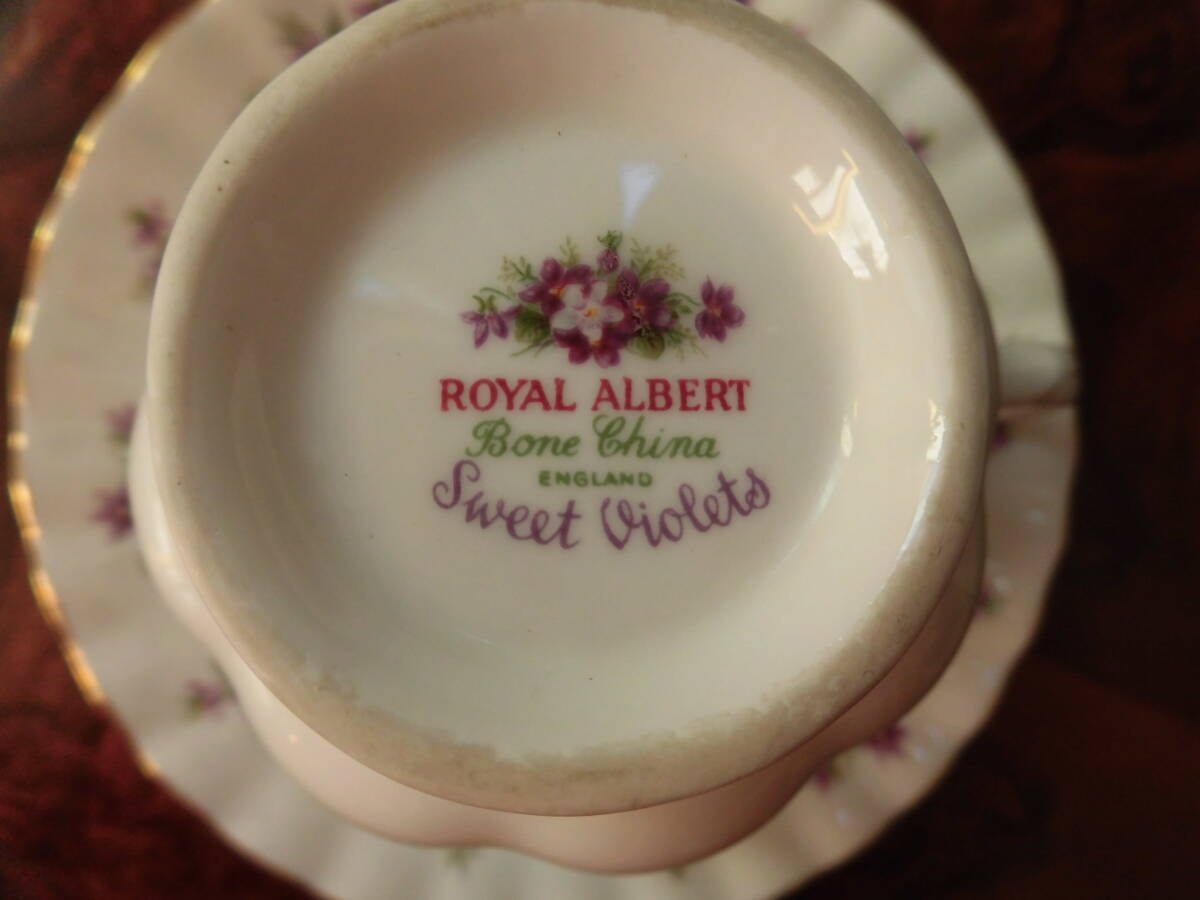 ROYAL ALBERT
Bone China
ENGLAND
Sweet Violets